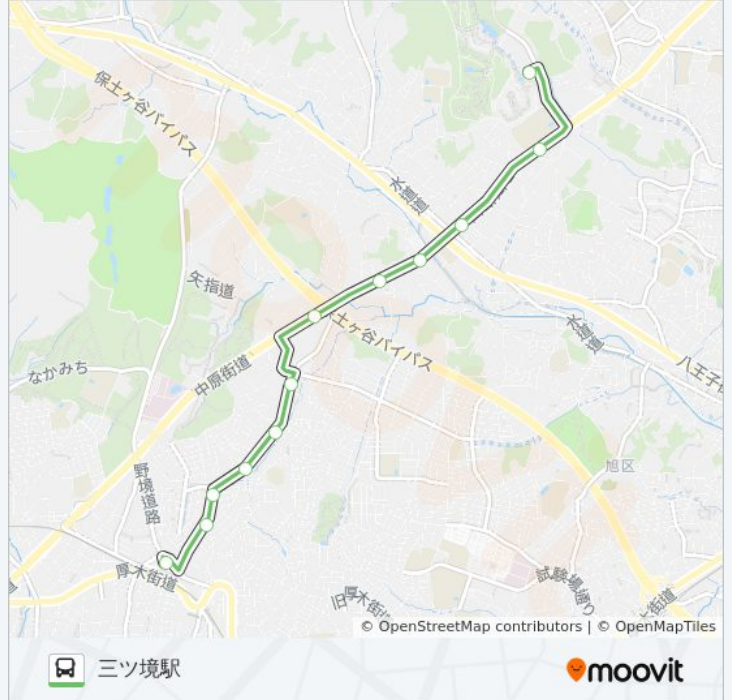 保土ヶ谷バイパス
水道道
矢指道
土ヶ谷バイパス
水道道
なかみち
中原街道
八王子
旭区
野境道路
厚木街道
試験場通り
旧厚木街
街道
© OpenStreetMap contributors | © OpenMapTiles
三ツ境駅
moovit